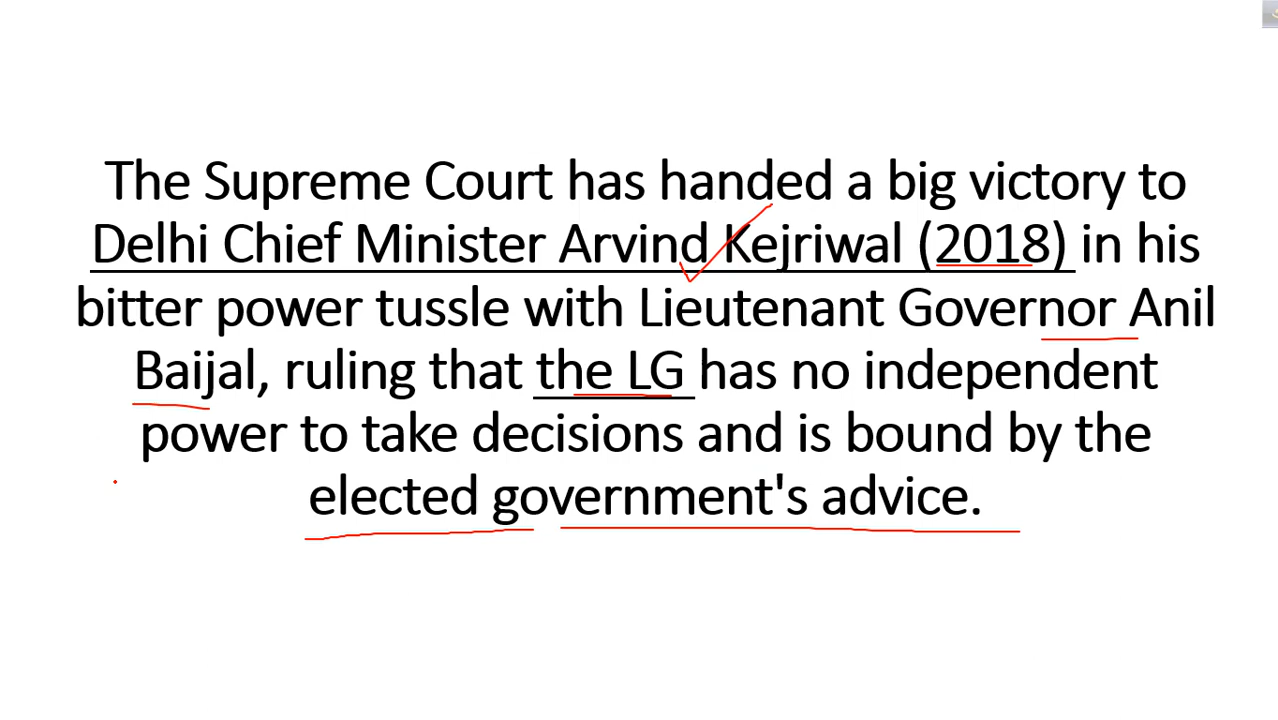 The Supreme Court has handed a big victory to
Delhi Chief Minister Arvind Kejriwal (2018) in his
bitter power tussle with Lieutenant Governor Anil
Baijal, ruling that the LG has no independent
power to take decisions and is bound by the
elected government's advice.